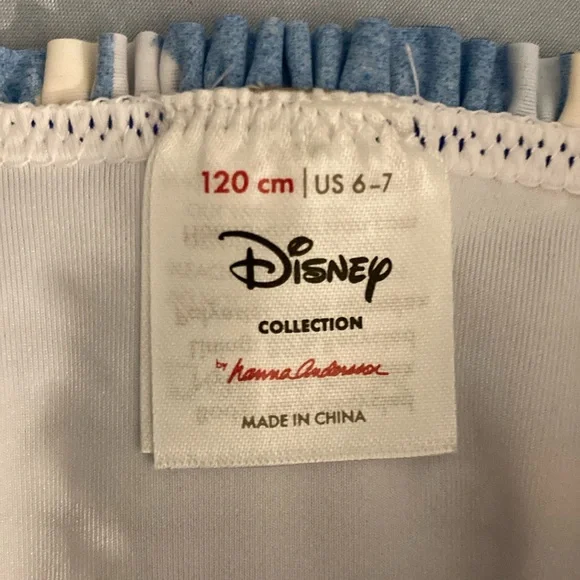 120 cm | US 6-7
Disney
COLLECTION
by hanna andersson
MADE IN CHINA